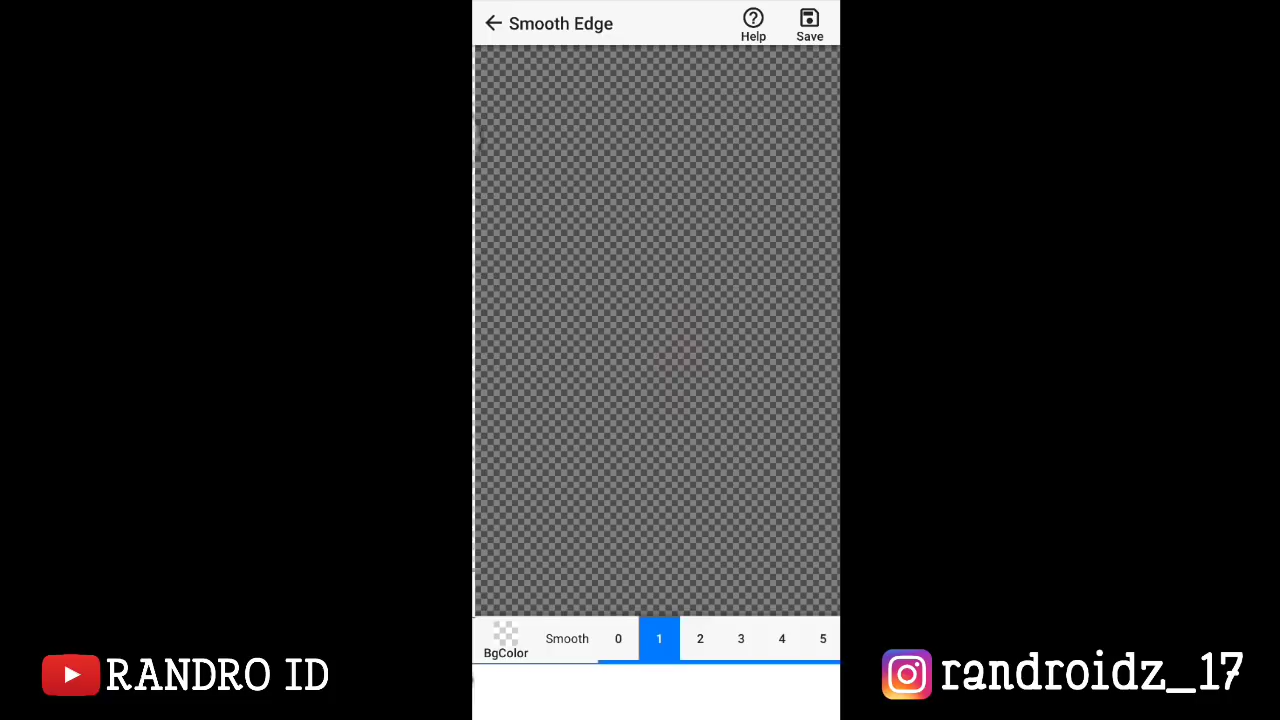 Smooth Edge
Help
Save
BgColor
Smooth 0 1 2 3 4 5
RANDRO ID
randroidz_17